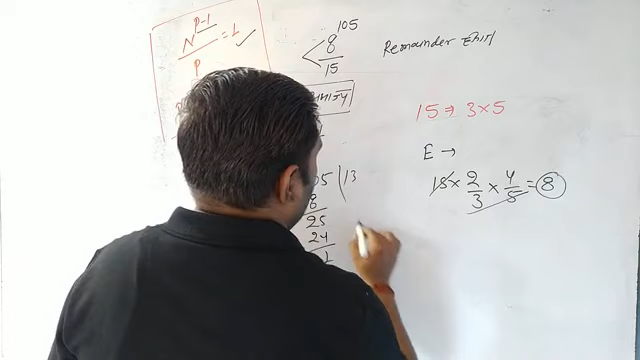 N^(P-1)/P = 1 ✓
8^105/15
Remainder
15 ⇒ 3×5
E →
15 × 2/3 × 4/5 = 8
05 | 13
8
25
24
1